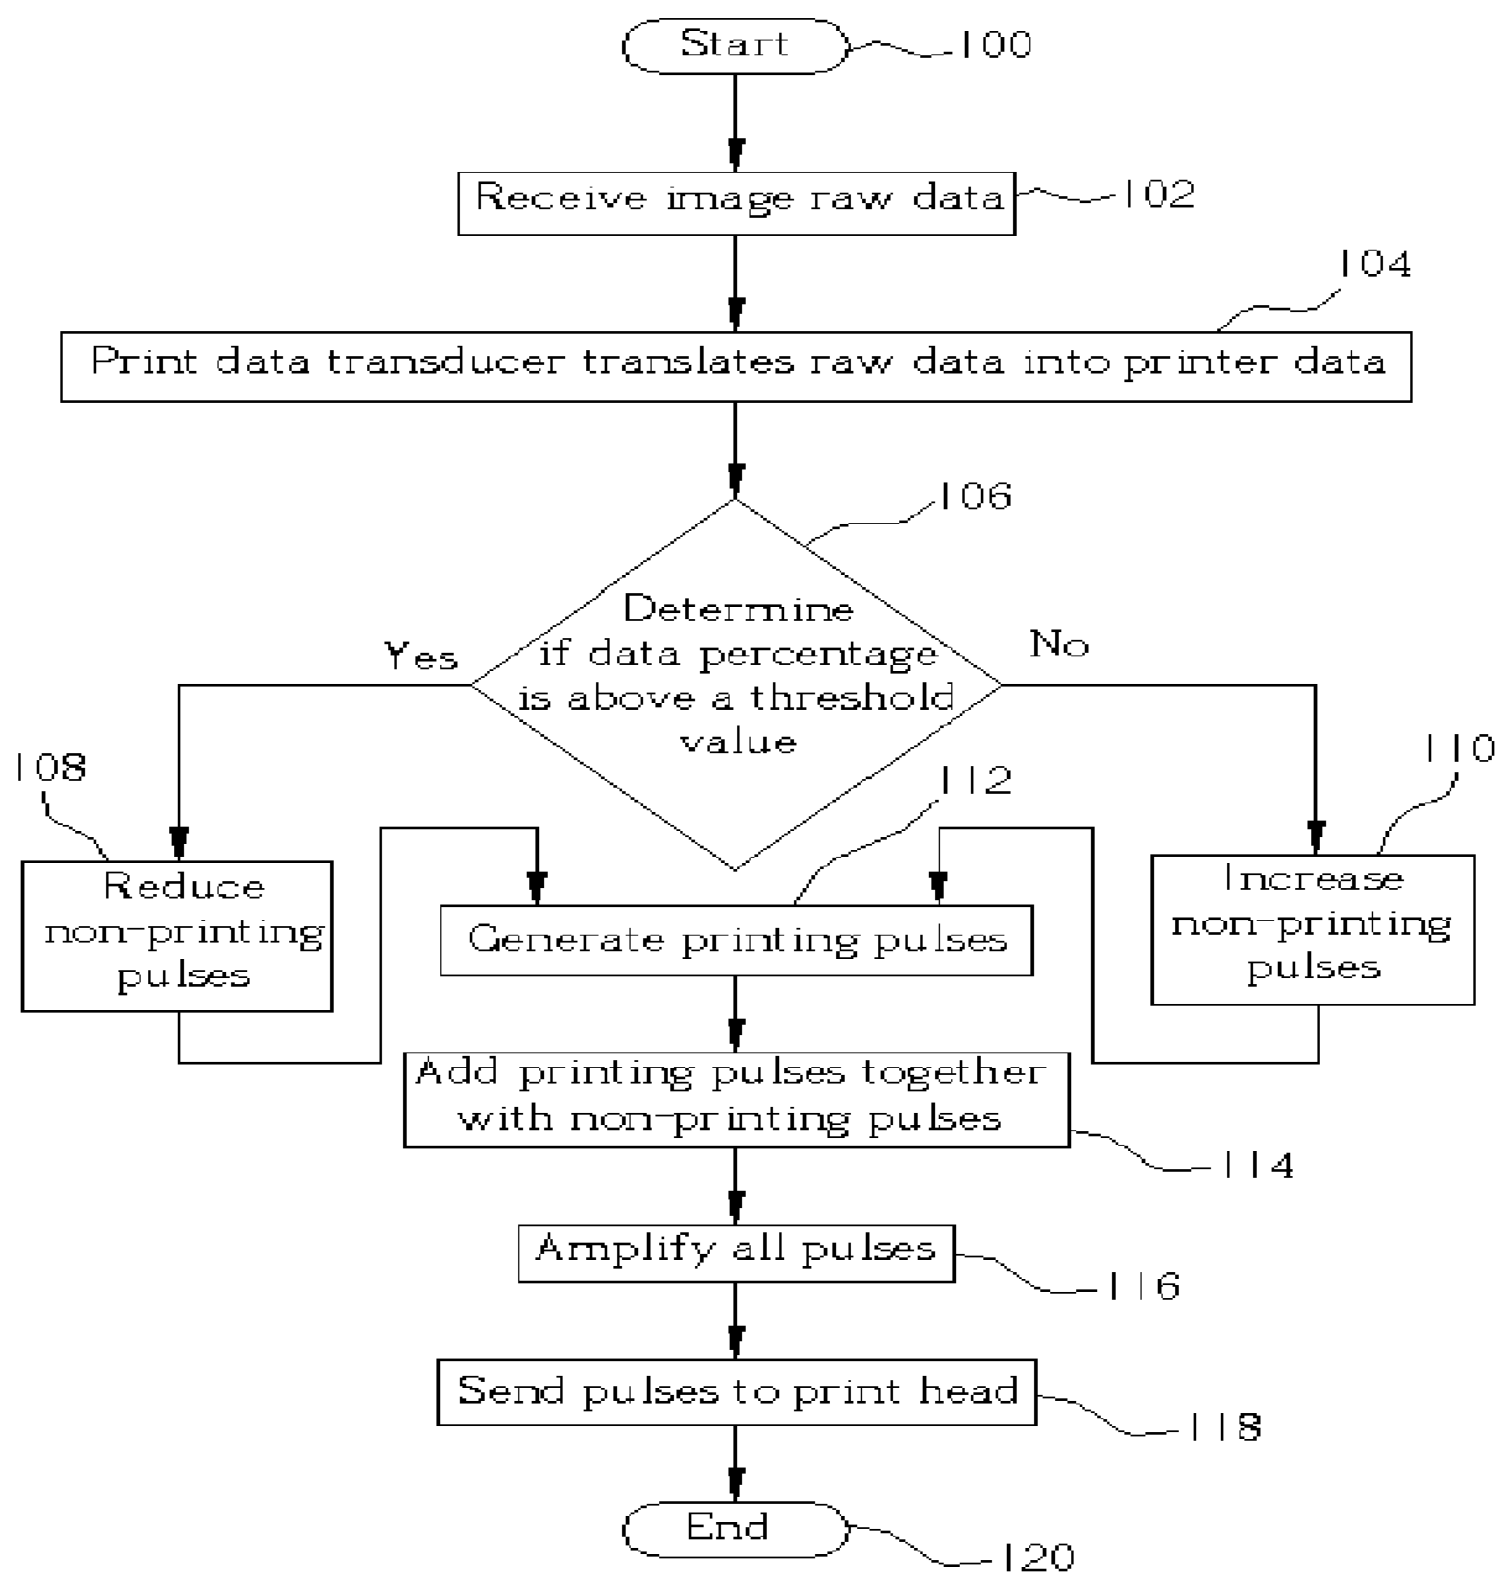 Start
100
Receive image raw data
102
104
Print data transducer translates raw data into printer data
106
Determine
if data percentage
is above a threshold
value
Yes
No
108
110
112
Reduce
non-printing
pulses
Generate printing pulses
Increase
non-printing
pulses
Add printing pulses together
with non-printing pulses
114
Amplify all pulses
116
Send pulses to print head
118
End
120